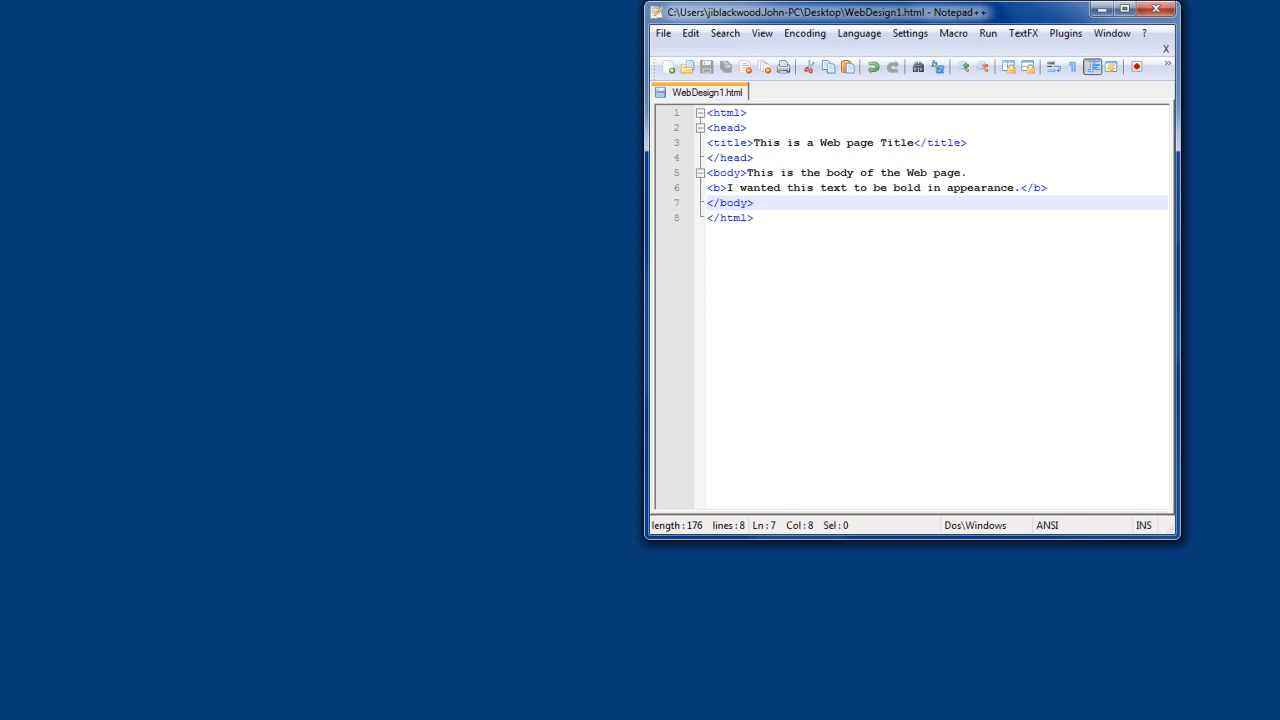 C:\Users\jiblackwood.John-PC\Desktop\WebDesign1.html - Notepad++
File Edit Search View Encoding Language Settings Macro Run TextFX Plugins Window ?
X
WebDesign1.html
1 <html>
2 <head>
3 <title>This is a Web page Title</title>
4 </head>
5 <body>This is the body of the Web page.
6 <b>I wanted this text to be bold in appearance.</b>
7 </body>
8 </html>
length : 176 lines : 8 Ln : 7 Col : 8 Sel : 0 Dos\Windows ANSI INS